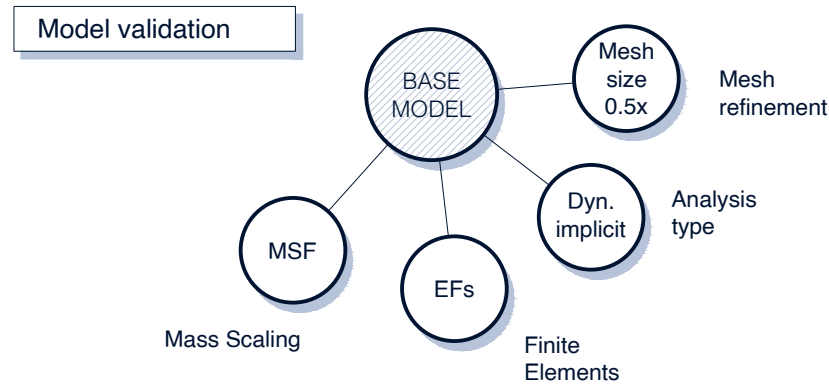 Model validation
BASE
MODEL
Mesh
size
0.5x
Mesh
refinement
Dyn.
implicit
Analysis
type
MSF
EFs
Mass Scaling
Finite
Elements